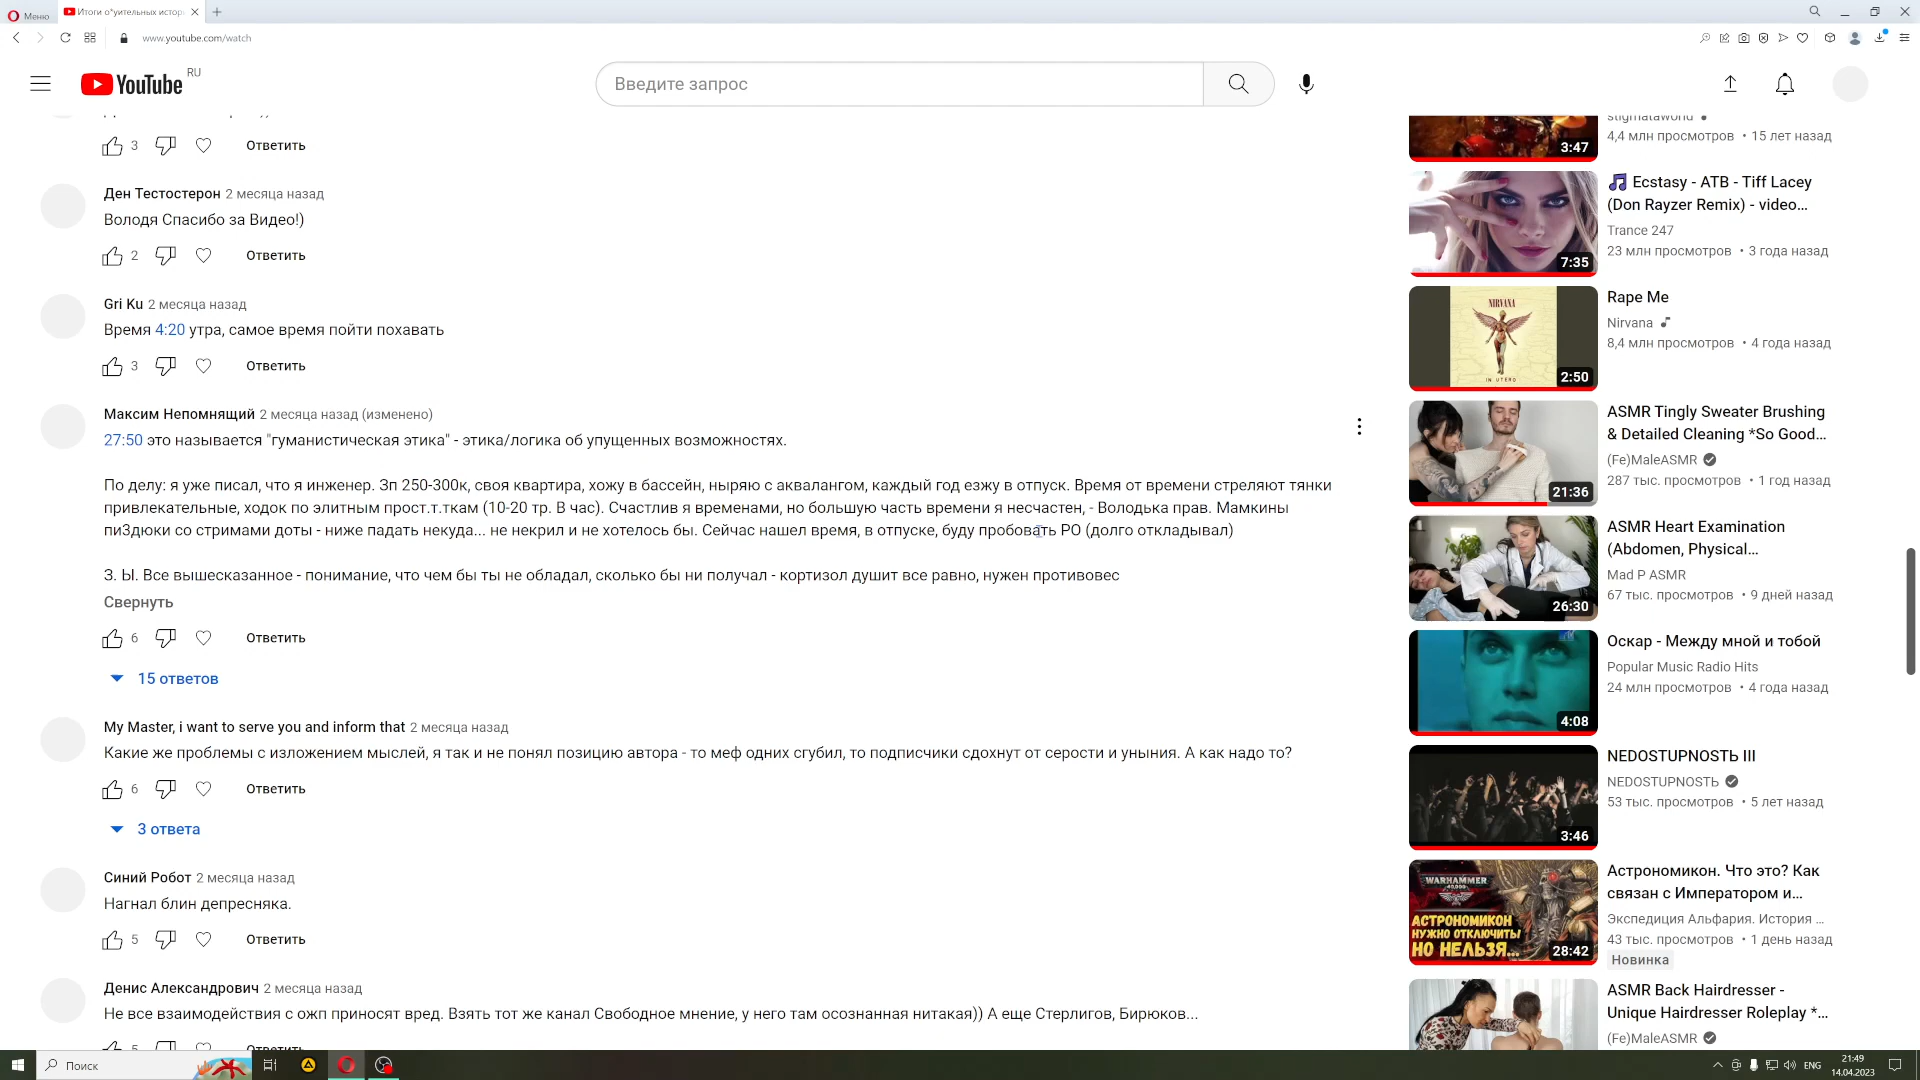 Меню
Итоги о*уительных истор
www.youtube.com/watch
YouTube
RU
Введите запрос
3
Ответить
Ден Тестостерон 2 месяца назад
Володя Спасибо за Видео!)
2
Ответить
Gri Ku 2 месяца назад
Время 4:20 утра, самое время пойти похавать
3
Ответить
Максим Непомнящий 2 месяца назад (изменено)
27:50 это называется "гуманистическая этика" - этика/логика об упущенных возможностях.
По делу: я уже писал, что я инженер. Зп 250-300к, своя квартира, хожу в бассейн, ныряю с аквалангом, каждый год езжу в отпуск. Время от времени стреляют тянки
привлекательные, ходок по элитным прост.т.ткам (10-20 тр. В час). Счастлив я временами, но большую часть времени я несчастен, - Володька прав. Мамкины
пиЗдюки со стримами доты - ниже падать некуда... не некрил и не хотелось бы. Сейчас нашел время, в отпуске, буду пробовать РО (долго откладывал)
З. Ы. Все вышесказанное - понимание, что чем бы ты не обладал, сколько бы ни получал - кортизол душит все равно, нужен противовес
Свернуть
6
Ответить
15 ответов
My Master, i want to serve you and inform that 2 месяца назад
Какие же проблемы с изложением мыслей, я так и не понял позицию автора - то меф одних сгубил, то подписчики сдохнут от серости и уныния. А как надо то?
6
Ответить
3 ответа
Синий Робот 2 месяца назад
Нагнал блин депресняка.
5
Ответить
Денис Александрович 2 месяца назад
Не все взаимодействия с ожп приносят вред. Взять тот же канал Свободное мнение, у него там осознанная нитакая)) А еще Стерлигов, Бирюков...
5
Ответить
stigmataworld
4,4 млн просмотров • 15 лет назад
3:47
🎵 Ecstasy - ATB - Tiff Lacey
(Don Rayzer Remix) - video...
Trance 247
23 млн просмотров • 3 года назад
7:35
Rape Me
Nirvana
8,4 млн просмотров • 4 года назад
NIRVANA
IN UTERO
2:50
ASMR Tingly Sweater Brushing
& Detailed Cleaning *So Good...
(Fe)MaleASMR
287 тыс. просмотров • 1 год назад
21:36
ASMR Heart Examination
(Abdomen, Physical...
Mad P ASMR
67 тыс. просмотров • 9 дней назад
26:30
Оскар - Между мной и тобой
Popular Music Radio Hits
24 млн просмотров • 4 года назад
4:08
NEDOSTUPNOSTЬ III
NEDOSTUPNOSTЬ
53 тыс. просмотров • 5 лет назад
3:46
Астрономикон. Что это? Как
связан с Императором и...
Экспедиция Альфария. История ...
43 тыс. просмотров • 1 день назад
Новинка
WARHAMMER
40,000
АСТРОНОМИКОН
НУЖНО ОТКЛЮЧИТЬ!
НО НЕЛЬЗЯ...
28:42
ASMR Back Hairdresser -
Unique Hairdresser Roleplay *...
(Fe)MaleASMR
Поиск
ENG
21:49
14.04.2023